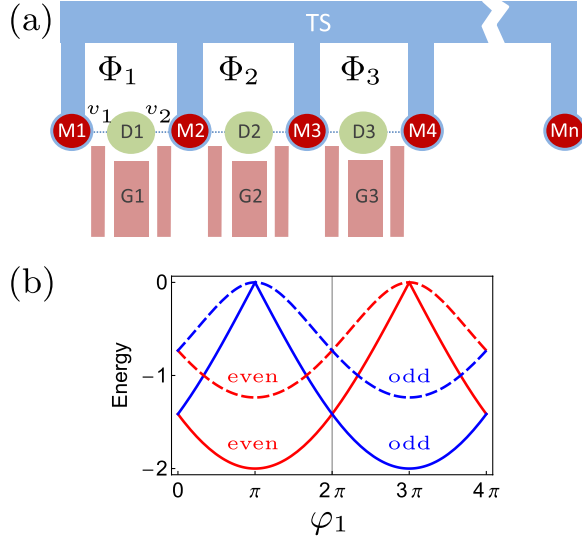 (a)
TS
Φ₁ Φ₂ Φ₃
v₁ v₂
M1 D1 M2 D2 M3 D3 M4 Mn
G1 G2 G3
(b)
0
even odd
-1
Energy
even odd
-2
0 π 2π 3π 4π
φ₁